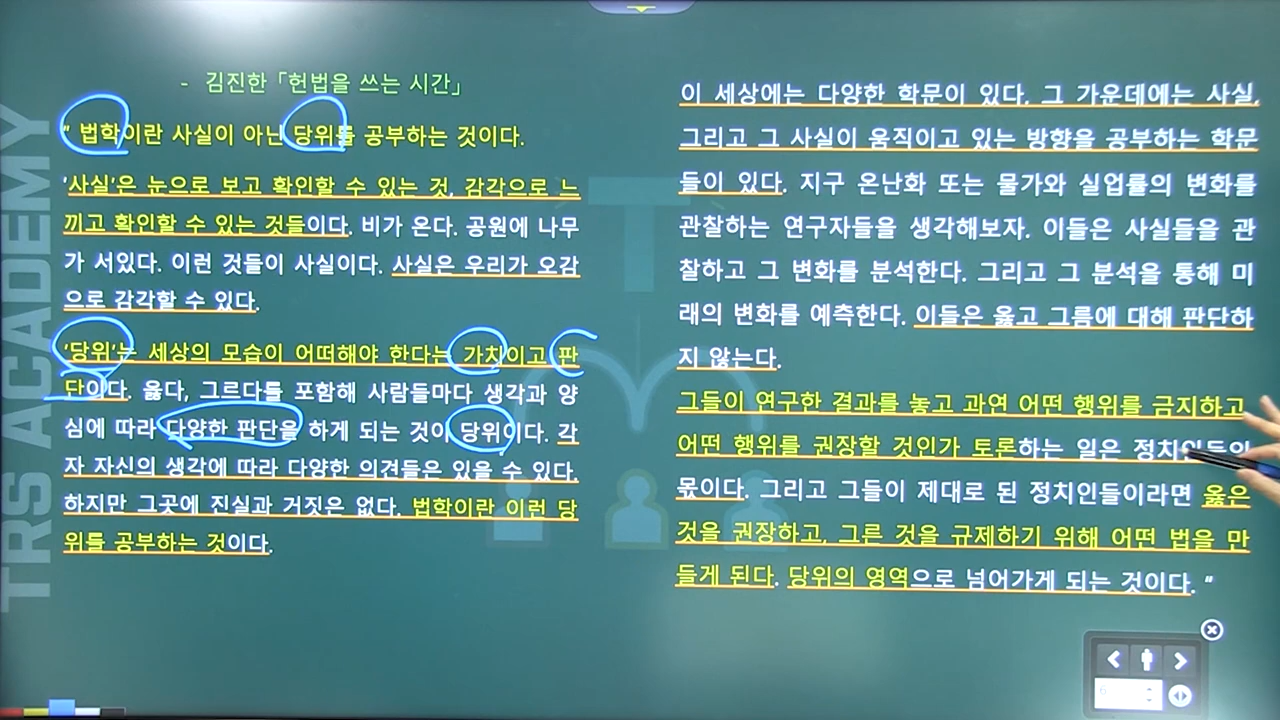 - 김진한 「헌법을 쓰는 시간」
" 법학이란 사실이 아닌 당위를 공부하는 것이다.
'사실'은 눈으로 보고 확인할 수 있는 것, 감각으로 느
끼고 확인할 수 있는 것들이다. 비가 온다. 공원에 나무
가 서있다. 이런 것들이 사실이다. 사실은 우리가 오감
으로 감각할 수 있다.
'당위'는 세상의 모습이 어떠해야 한다는 가치이고 판
단이다. 옳다, 그르다를 포함해 사람들마다 생각과 양
심에 따라 다양한 판단을 하게 되는 것이 당위이다. 각
자 자신의 생각에 따라 다양한 의견들은 있을 수 있다.
하지만 그곳에 진실과 거짓은 없다. 법학이란 이런 당
위를 공부하는 것이다.
이 세상에는 다양한 학문이 있다. 그 가운데에는 사실,
그리고 그 사실이 움직이고 있는 방향을 공부하는 학문
들이 있다. 지구 온난화 또는 물가와 실업률의 변화를
관찰하는 연구자들을 생각해보자. 이들은 사실들을 관
찰하고 그 변화를 분석한다. 그리고 그 분석을 통해 미
래의 변화를 예측한다. 이들은 옳고 그름에 대해 판단하
지 않는다.
그들이 연구한 결과를 놓고 과연 어떤 행위를 금지하고
어떤 행위를 권장할 것인가 토론하는 일은 정치인들의
몫이다. 그리고 그들이 제대로 된 정치인들이라면 옳은
것을 권장하고, 그른 것을 규제하기 위해 어떤 법을 만
들게 된다. 당위의 영역으로 넘어가게 되는 것이다. "
TRS ACADEMY